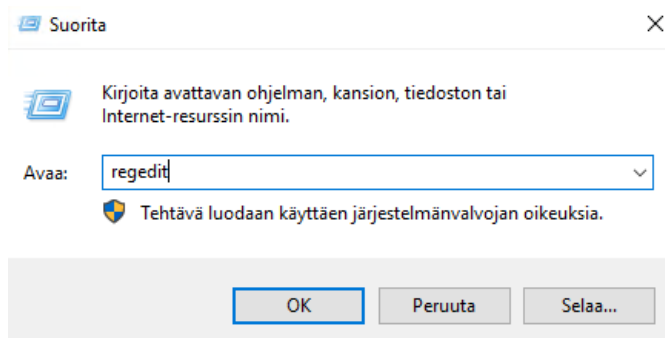 Suorita
Kirjoita avattavan ohjelman, kansion, tiedoston tai
Internet-resurssin nimi.
Avaa: regedit
Tehtävä luodaan käyttäen järjestelmänvalvojan oikeuksia.
OK Peruuta Selaa...